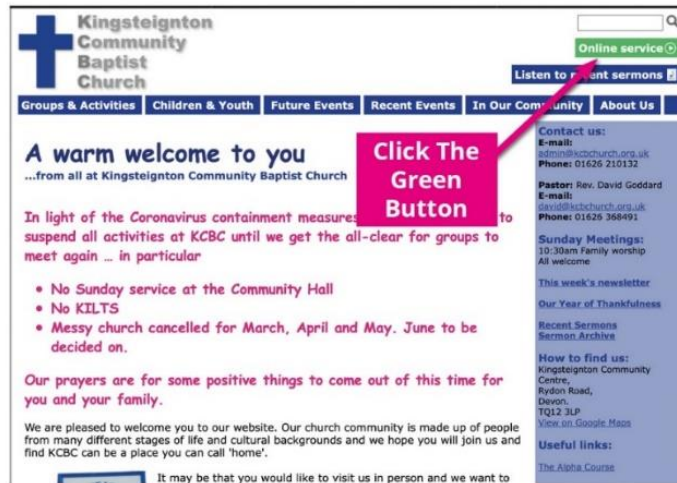 Kingsteignton
Community
Baptist
Church
Online service
Listen to recent sermons
Groups & Activities Children & Youth Future Events Recent Events In Our Community About Us
A warm welcome to you
...from all at Kingsteignton Community Baptist Church
Click The
Green
Button
In light of the Coronavirus containment measures to
suspend all activities at KCBC until we get the all-clear for groups to
meet again ... in particular
• No Sunday service at the Community Hall
• No KILTS
• Messy church cancelled for March, April and May. June to be
decided on.
Our prayers are for some positive things to come out of this time for
you and your family.
We are pleased to welcome you to our website. Our church community is made up of people
from many different stages of life and cultural backgrounds and we hope you will join us and
find KCBC can be a place you can call 'home'.
It may be that you would like to visit us in person and we want to
Contact us:
E-mail:
admin@kcbchurch.org.uk
Phone: 01626 210132
Pastor: Rev. David Goddard
E-mail:
david@kcbchurch.org.uk
Phone: 01626 368491
Sunday Meetings:
10:30am Family worship
All welcome
This week's newsletter
Our Year of Thankfulness
Recent Sermons
Sermon Archive
How to find us:
Kingsteignton Community
Centre,
Rydon Road,
Devon.
TQ12 3LP
View on Google Maps
Useful links:
The Alpha Course